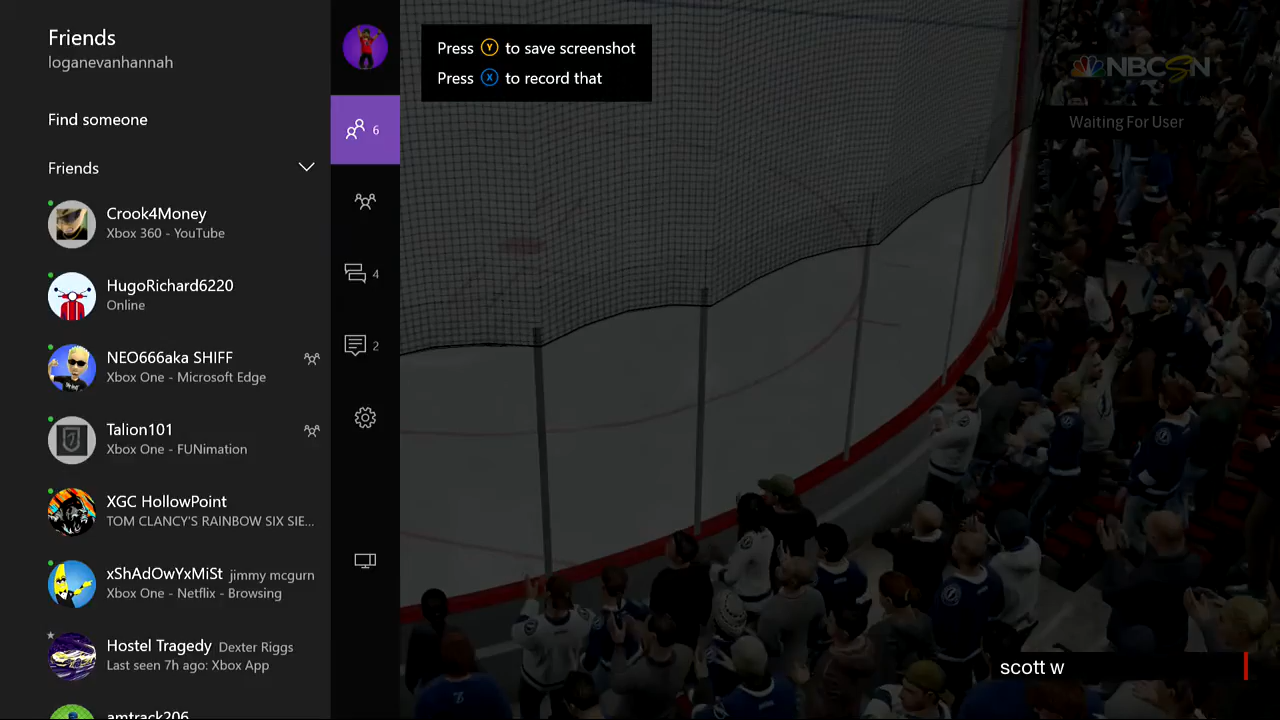 Friends
loganevanhannah
Find someone
Friends
Crook4Money
Xbox 360 - YouTube
HugoRichard6220
Online
NEO666aka SHIFF
Xbox One - Microsoft Edge
Talion101
Xbox One - FUNimation
XGC HollowPoint
TOM CLANCY'S RAINBOW SIX SIE...
xShAdOwYxMiSt jimmy mcgurn
Xbox One - Netflix - Browsing
Hostel Tragedy Dexter Riggs
Last seen 7h ago: Xbox App
amtrack206
6
4
2
Press Y to save screenshot
Press X to record that
NBCSN
Waiting For User
scott w